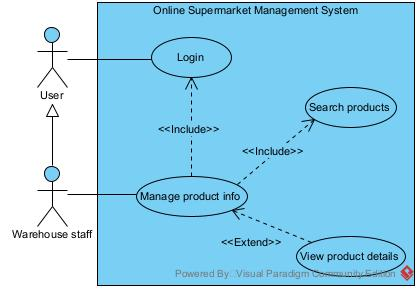 Online Supermarket Management System
Login
User
Search products
<<Include>>
<<Include>>
Manage product info
Warehouse staff
<<Extend>>
View product details
Powered By: Visual Paradigm Community Edition